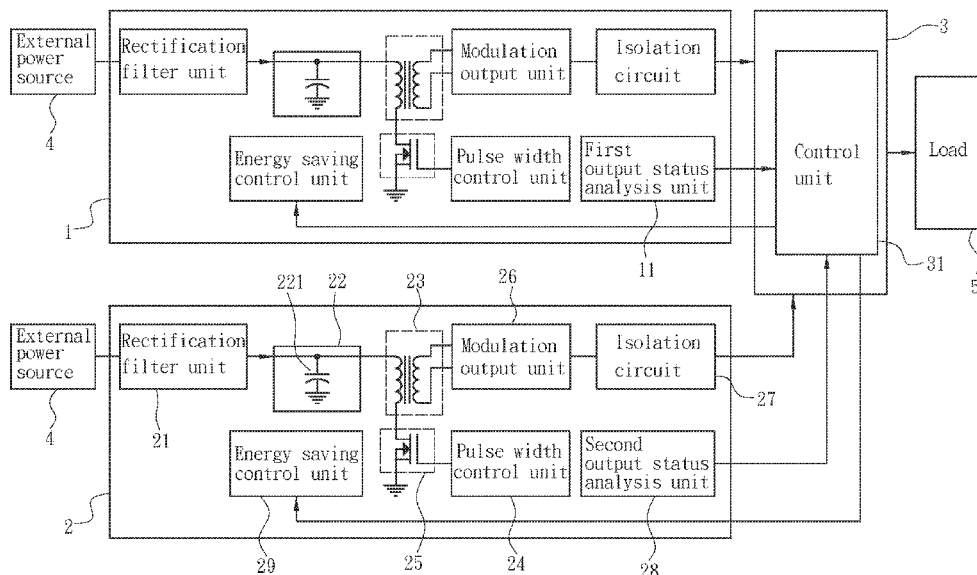 External
power
source
4
Rectification
filter unit
Modulation
output unit
Isolation
circuit
3
Control
unit
Load
Energy saving
control unit
Pulse width
control unit
First
output status
analysis unit
1
11
31
5
221
22
23
26
External
power
source
4
Rectification
filter unit
21
Modulation
output unit
Isolation
circuit
27
Energy saving
control unit
Pulse width
control unit
Second
output status
analysis unit
2
29
25
24
28